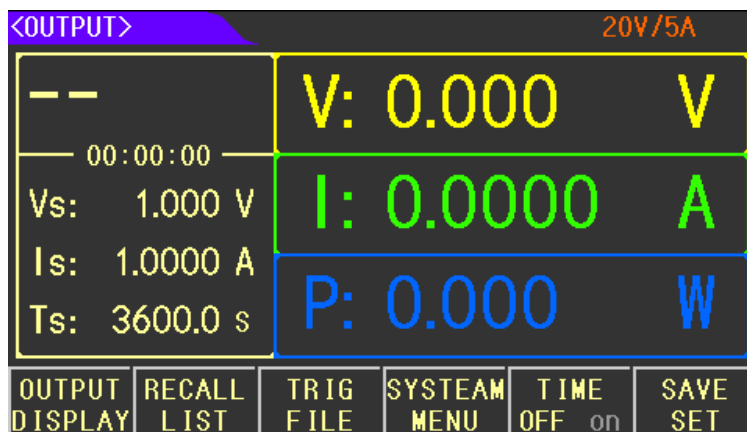 <OUTPUT>
20V/5A
--
00:00:00
Vs: 1.000 V
Is: 1.0000 A
Ts: 3600.0 s
V: 0.000 V
I: 0.0000 A
P: 0.000 W
OUTPUT DISPLAY
RECALL LIST
TRIG FILE
SYSTEAM MENU
TIME OFF on
SAVE SET